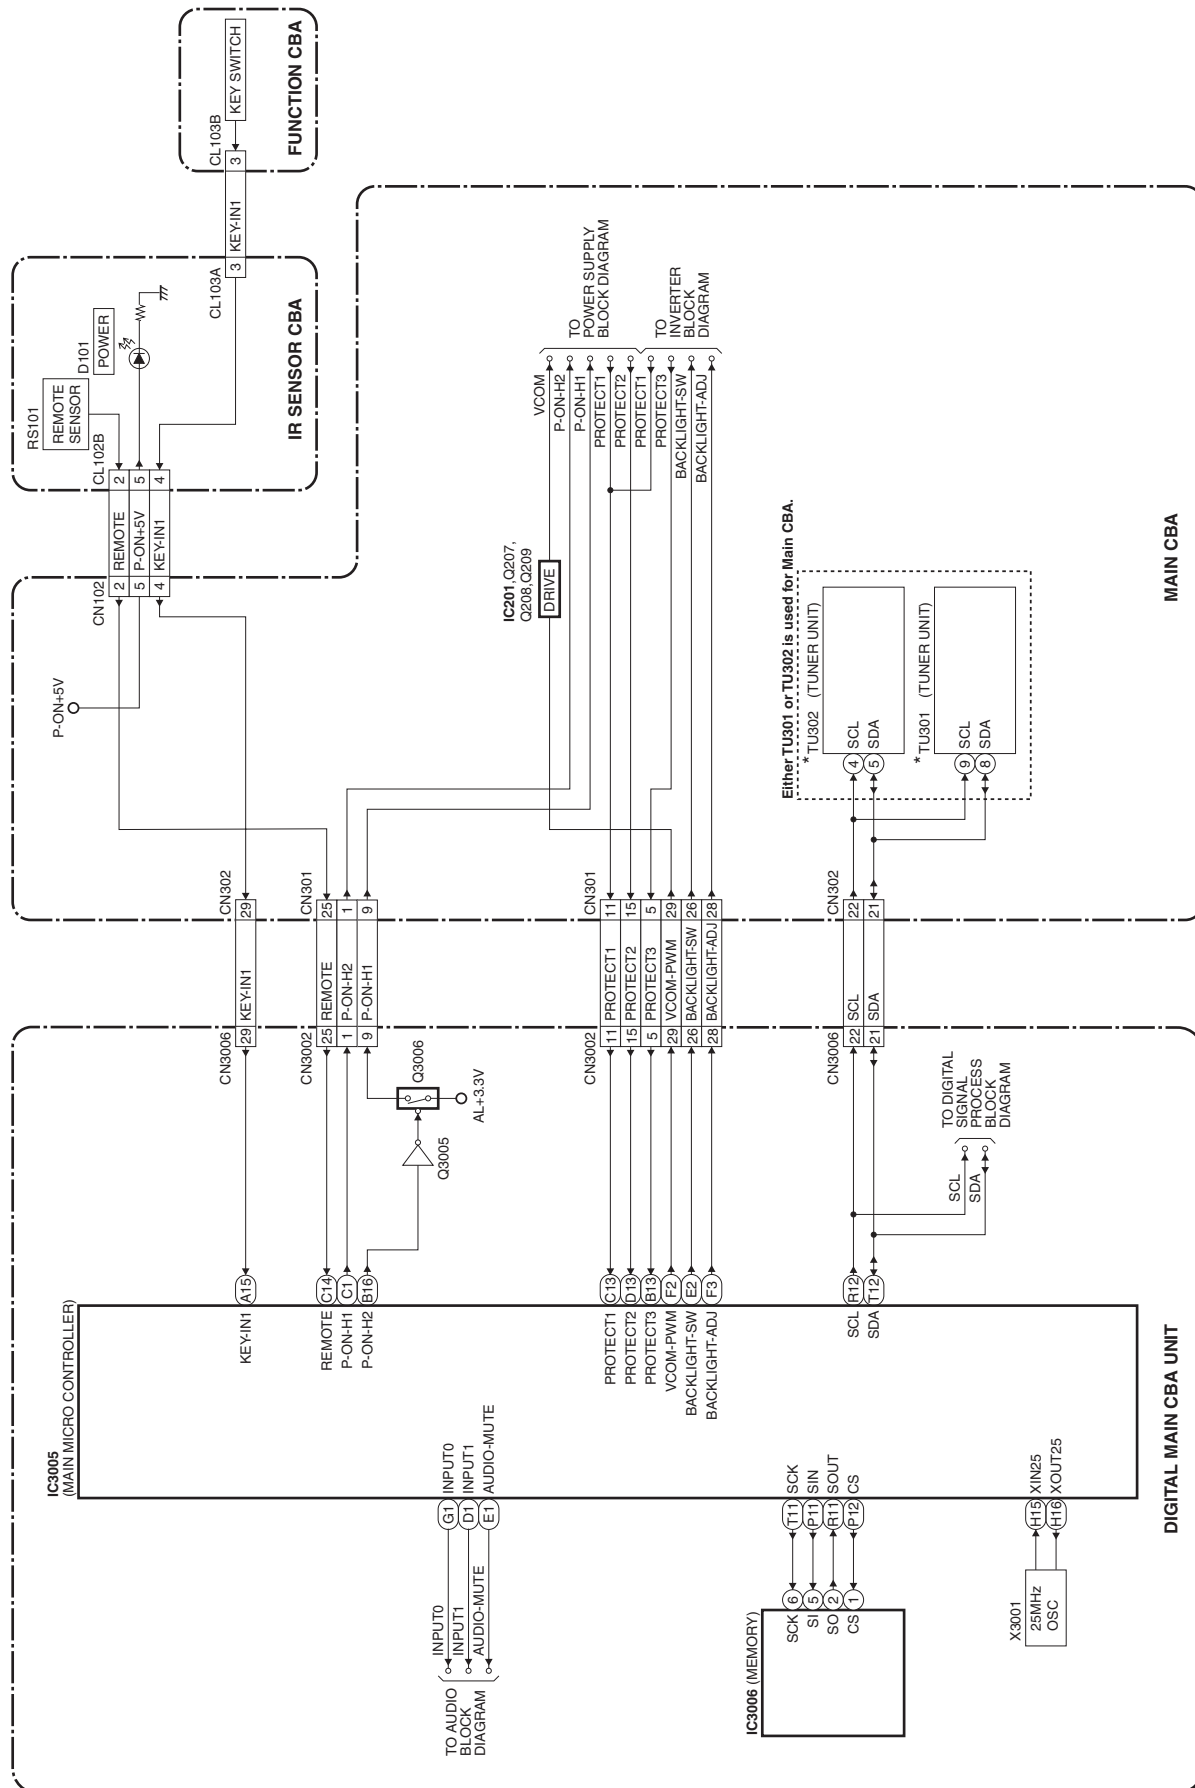 IC3005
(MAIN MICRO CONTROLLER)
KEY-IN1
A15
REMOTE
C14
P-ON-H1
C1
P-ON-H2
B16
PROTECT1
C13
PROTECT2
D13
PROTECT3
B13
VCOM-PWM
F2
BACKLIGHT-SW
E2
BACKLIGHT-ADJ
F3
SCL
R12
SDA
T12
G1
INPUT0
D1
INPUT1
E1
AUDIO-MUTE
INPUT0
INPUT1
AUDIO-MUTE
TO AUDIO
BLOCK
DIAGRAM
T11
SCK
P11
SIN
R11
SOUT
P12
CS
SCK
6
SI
5
SO
2
CS
1
IC3006 (MEMORY)
H15
XIN25
H16
XOUT25
X3001
25MHz
OSC
DIGITAL MAIN CBA UNIT
Q3005
Q3006
AL+3.3V
SCL
SDA
TO DIGITAL
SIGNAL
PROCESS
BLOCK
DIAGRAM
CN3006
CN302
29
KEY-IN1
29
CN3002
CN301
25
REMOTE
25
1
P-ON-H2
1
9
P-ON-H1
9
CN3002
CN301
11
PROTECT1
11
15
PROTECT2
15
5
PROTECT3
5
29
VCOM-PWM
29
26
BACKLIGHT-SW
26
28
BACKLIGHT-ADJ
28
CN3006
CN302
22
SCL
22
21
SDA
21
P-ON+5V
CN102
CL102B
2
REMOTE
2
5
P-ON+5V
5
4
KEY-IN1
4
RS101
REMOTE
SENSOR
D101
POWER
IR SENSOR CBA
CL103A
CL103B
3
KEY-IN1
3
KEY SWITCH
FUNCTION CBA
IC201,Q207,
Q208,Q209
DRIVE
VCOM
P-ON-H2
P-ON-H1
PROTECT1
PROTECT2
PROTECT1
PROTECT3
BACKLIGHT-SW
BACKLIGHT-ADJ
TO
POWER SUPPLY
BLOCK DIAGRAM
TO
INVERTER
BLOCK
DIAGRAM
Either TU301 or TU302 is used for Main CBA.
*TU302 (TUNER UNIT)
4
SCL
5
SDA
*TU301 (TUNER UNIT)
9
SCL
8
SDA
MAIN CBA